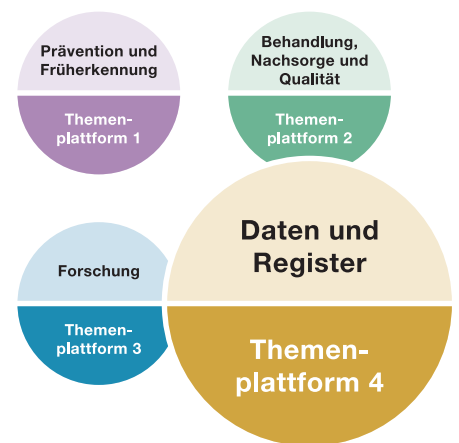 Prävention und
Früherkennung
Themen-
plattform 1
Behandlung,
Nachsorge und
Qualität
Themen-
plattform 2
Forschung
Themen-
plattform 3
Daten und
Register
Themen-
plattform 4